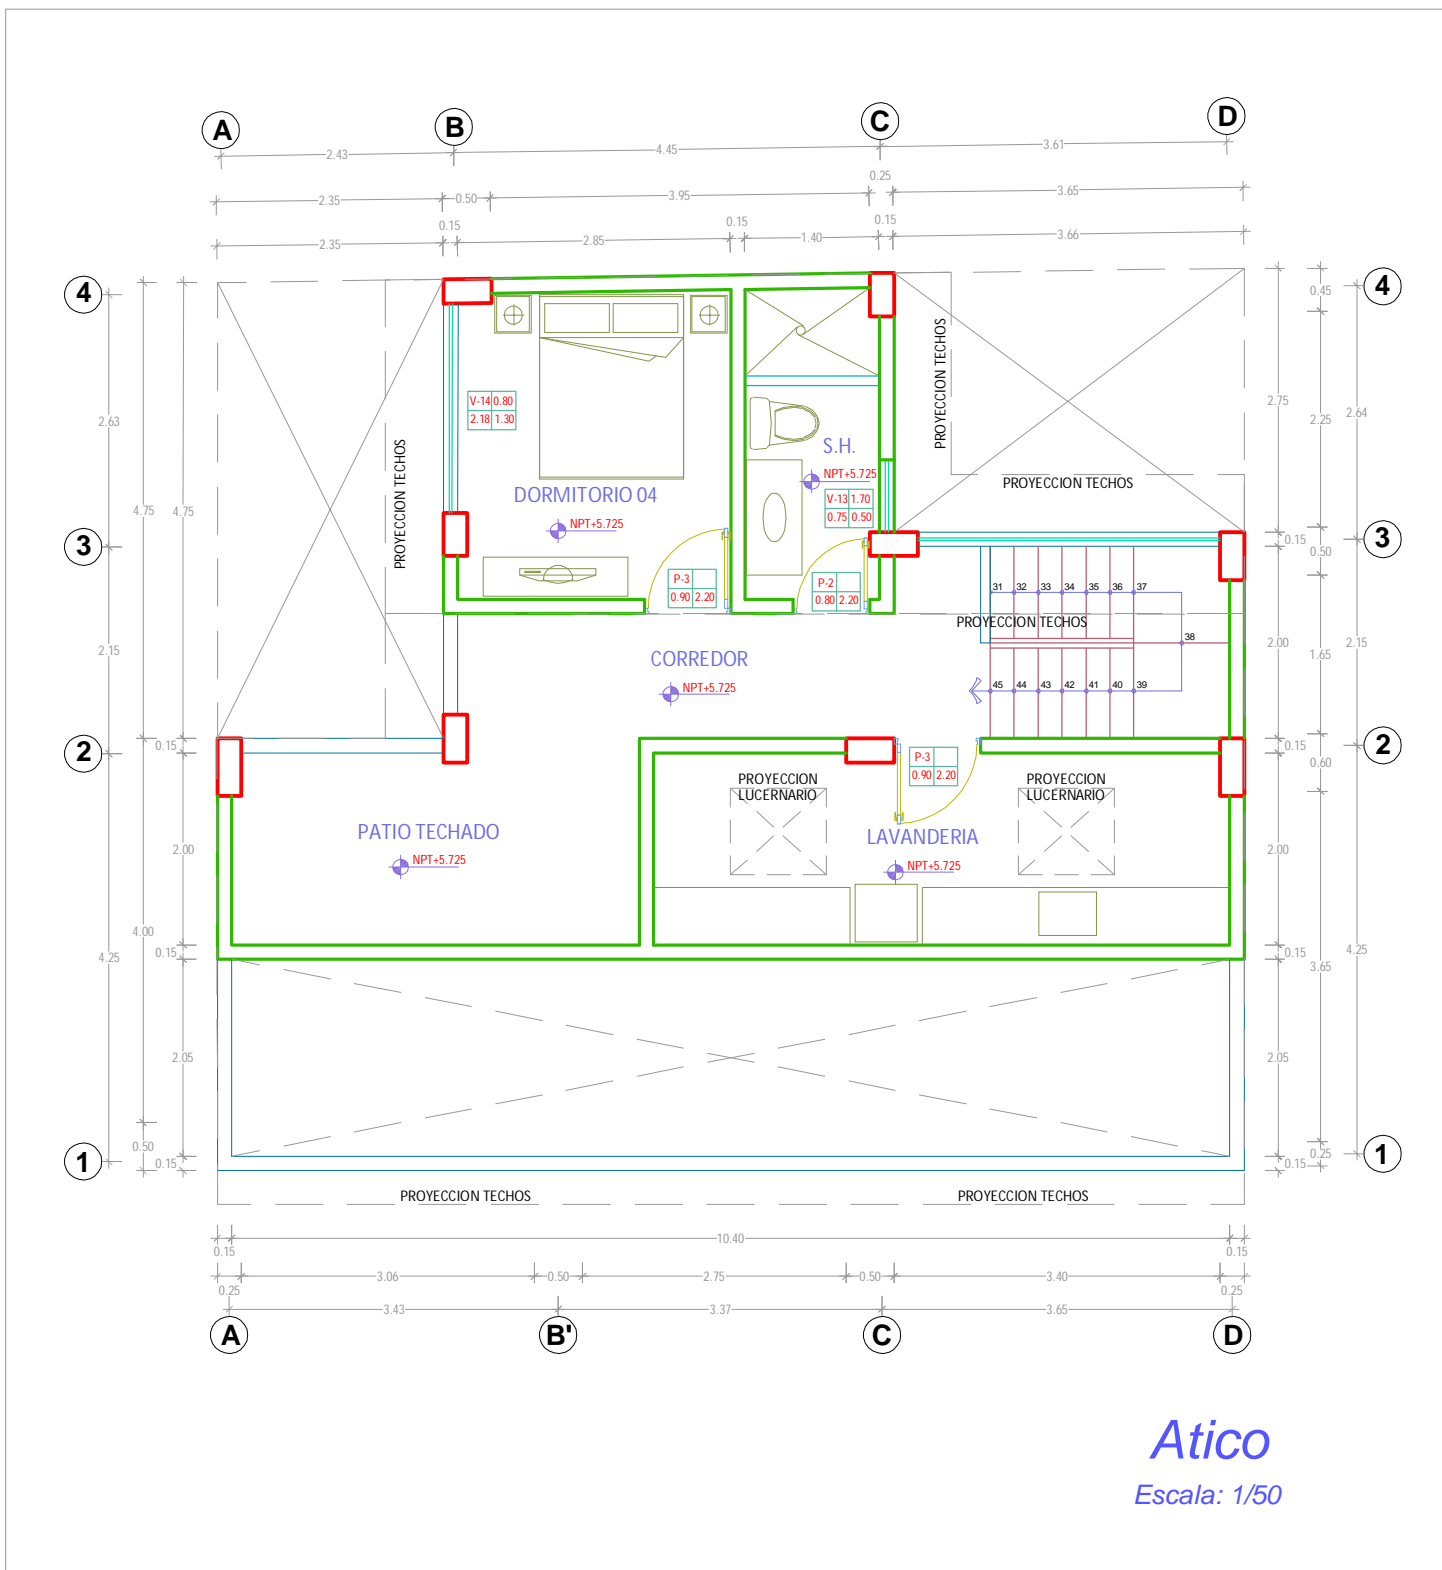 A
B
C
D
2.43
4.45
3.61
0.25
2.35
0.50
3.95
3.65
0.15
0.15
0.15
2.35
2.85
1.40
3.66
4
4
0.45
PROYECCION TECHOS
PROYECCION TECHOS
PROYECCION TECHOS
V-14 0.80
2.18 1.30
2.63
2.75
2.25
2.64
S.H.
NPT+5.725
V-13 1.70
0.75 0.50
DORMITORIO 04
NPT+5.725
4.75
4.75
3
3
0.15
0.50
P-3
0.90 2.20
P-2
0.80 2.20
31
32
33
34
35
36
37
PROYECCION TECHOS
38
45
44
43
42
41
40
39
CORREDOR
NPT+5.725
2.15
2.00
1.65
2.15
2
2
0.15
0.15
0.60
P-3
0.90 2.20
PROYECCION
LUCERNARIO
PROYECCION
LUCERNARIO
PATIO TECHADO
NPT+5.725
LAVANDERIA
NPT+5.725
2.00
2.00
4.00
4.25
0.15
0.15
3.65
4.25
2.05
2.05
0.50
0.15
0.15
0.25
1
1
PROYECCION TECHOS
PROYECCION TECHOS
0.15
10.40
0.15
0.25
3.06
0.50
2.75
0.50
3.40
0.25
3.43
3.37
3.65
A
B'
C
D
Atico
Escala: 1/50